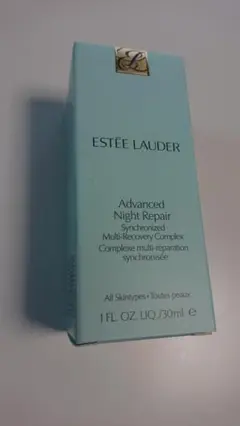 ESTĒE LAUDER
Advanced
Night Repair
Synchronized
Multi-Recovery Complex
Complexe multi-réparation
synchronisée
All Skintypes • Toutes peaux
1 FL. OZ. LIQ./30ml ℮